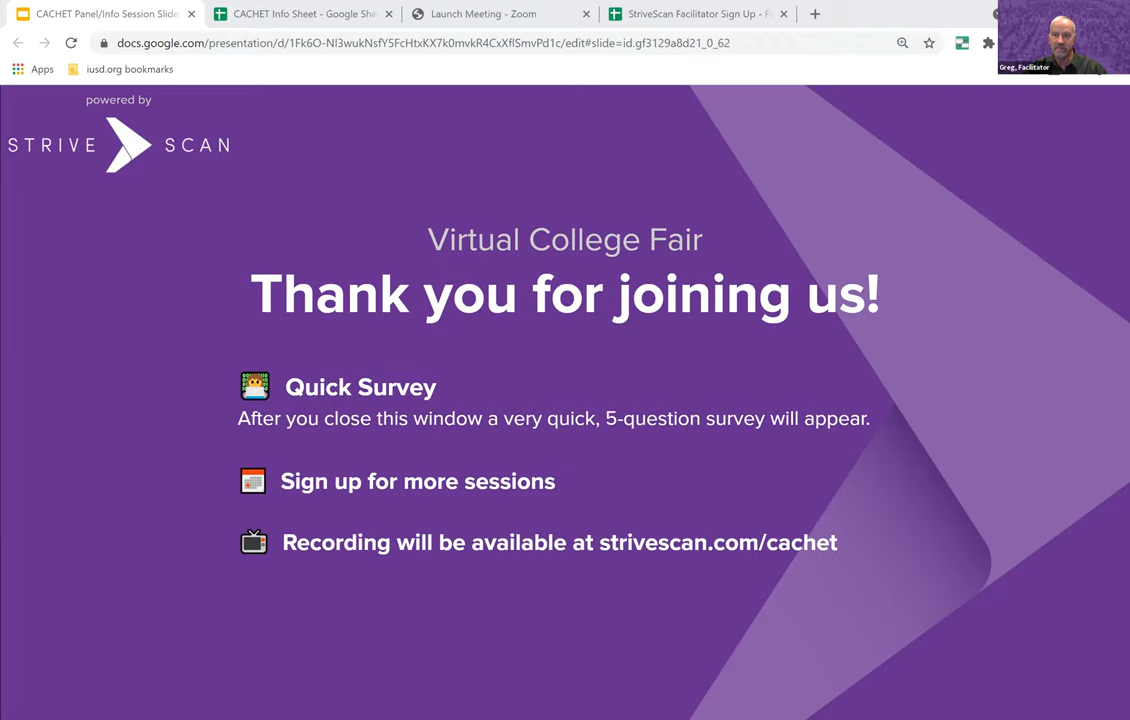 CACHET Panel/Info Session Slide
CACHET Info Sheet - Google She
Launch Meeting - Zoom
StriveScan Facilitator Sign Up - F
docs.google.com/presentation/d/1Fk6O-Nl3wukNsfY5FcHtxKX7k0mvkR4CxXflSmvPd1c/edit#slide=id.gf3129a8d21_0_62
Apps
iusd.org bookmarks
Greg, Facilitator
powered by
STRIVE SCAN
Virtual College Fair
Thank you for joining us!
Quick Survey
After you close this window a very quick, 5-question survey will appear.
Sign up for more sessions
Recording will be available at strivescan.com/cachet